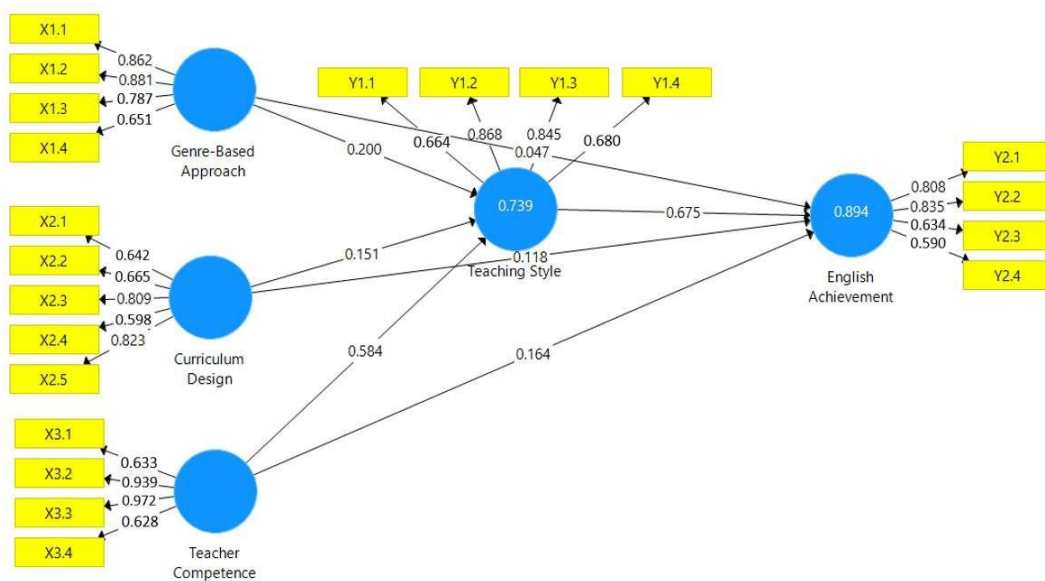 X1.1
X1.2
X1.3
X1.4
0.862
0.881
0.787
0.651
Genre-Based
Approach
Y1.1
Y1.2
Y1.3
Y1.4
0.664
0.868
0.845
0.680
0.047
0.200
0.739
Teaching Style
0.675
0.894
English
Achievement
Y2.1
Y2.2
Y2.3
Y2.4
0.808
0.835
0.634
0.590
X2.1
X2.2
X2.3
X2.4
X2.5
0.642
0.665
0.809
0.598
0.823
Curriculum
Design
0.151
0.118
0.584
0.164
X3.1
X3.2
X3.3
X3.4
0.633
0.939
0.972
0.628
Teacher
Competence